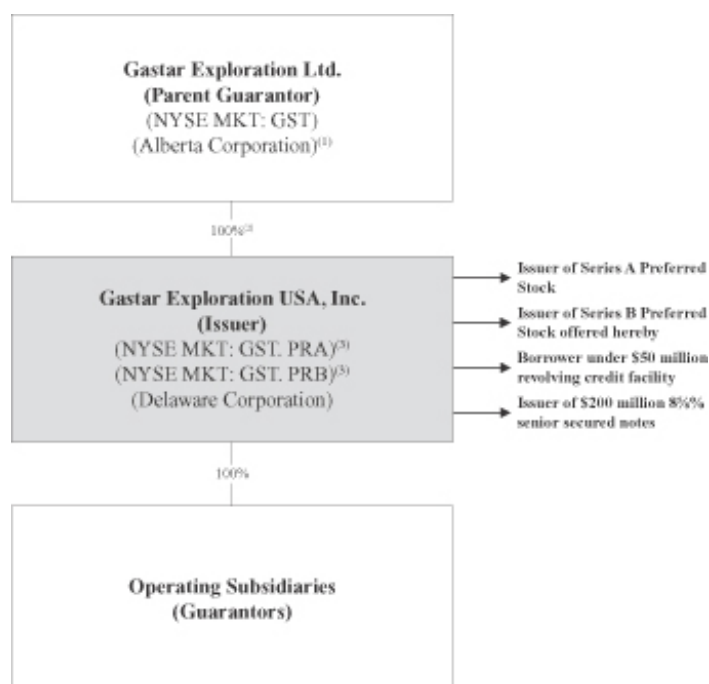 Gastar Exploration Ltd.
(Parent Guarantor)
(NYSE MKT: GST)
(Alberta Corporation)(1)
100%(2)
Gastar Exploration USA, Inc.
(Issuer)
(NYSE MKT: GST. PRA)(3)
(NYSE MKT: GST. PRB)(3)
(Delaware Corporation)
Issuer of Series A Preferred
Stock
Issuer of Series B Preferred
Stock offered hereby
Borrower under $50 million
revolving credit facility
Issuer of $200 million
senior secured notes
100%
Operating Subsidiaries
(Guarantors)